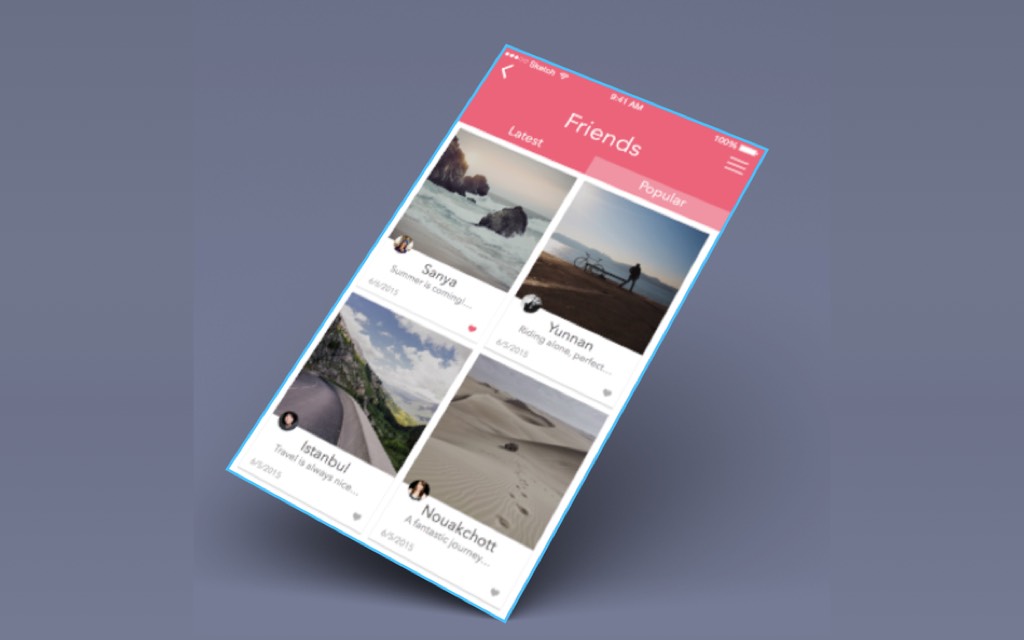 Sketch
9:41 AM
100%
Friends
Latest
Popular
Sanya
Summer is coming!...
6/5/2015
Yunnan
Riding alone, perfect...
6/5/2015
Istanbul
Travel is always nice...
6/5/2015
Nouakchott
A fantastic journey...
6/5/2015